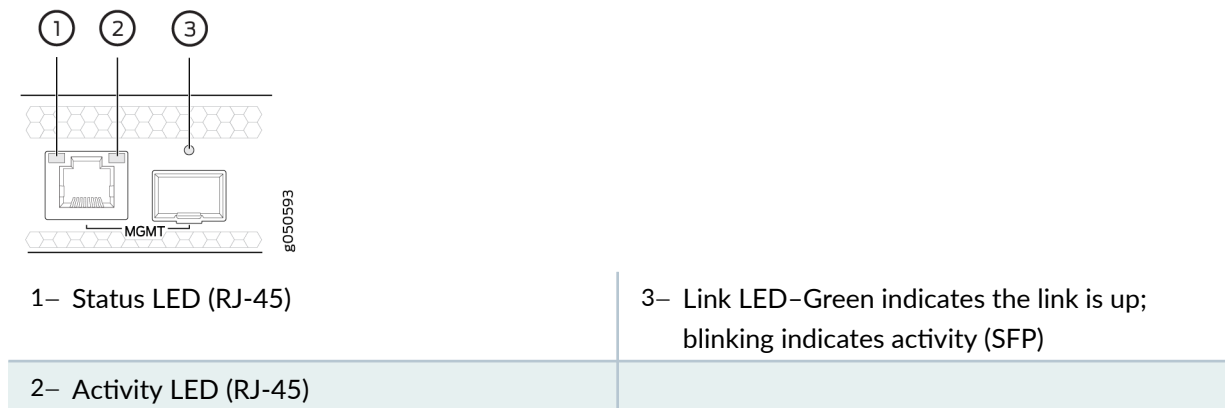 1 2 3
MGMT
g050593
1– Status LED (RJ-45)
3– Link LED–Green indicates the link is up;
blinking indicates activity (SFP)
2– Activity LED (RJ-45)